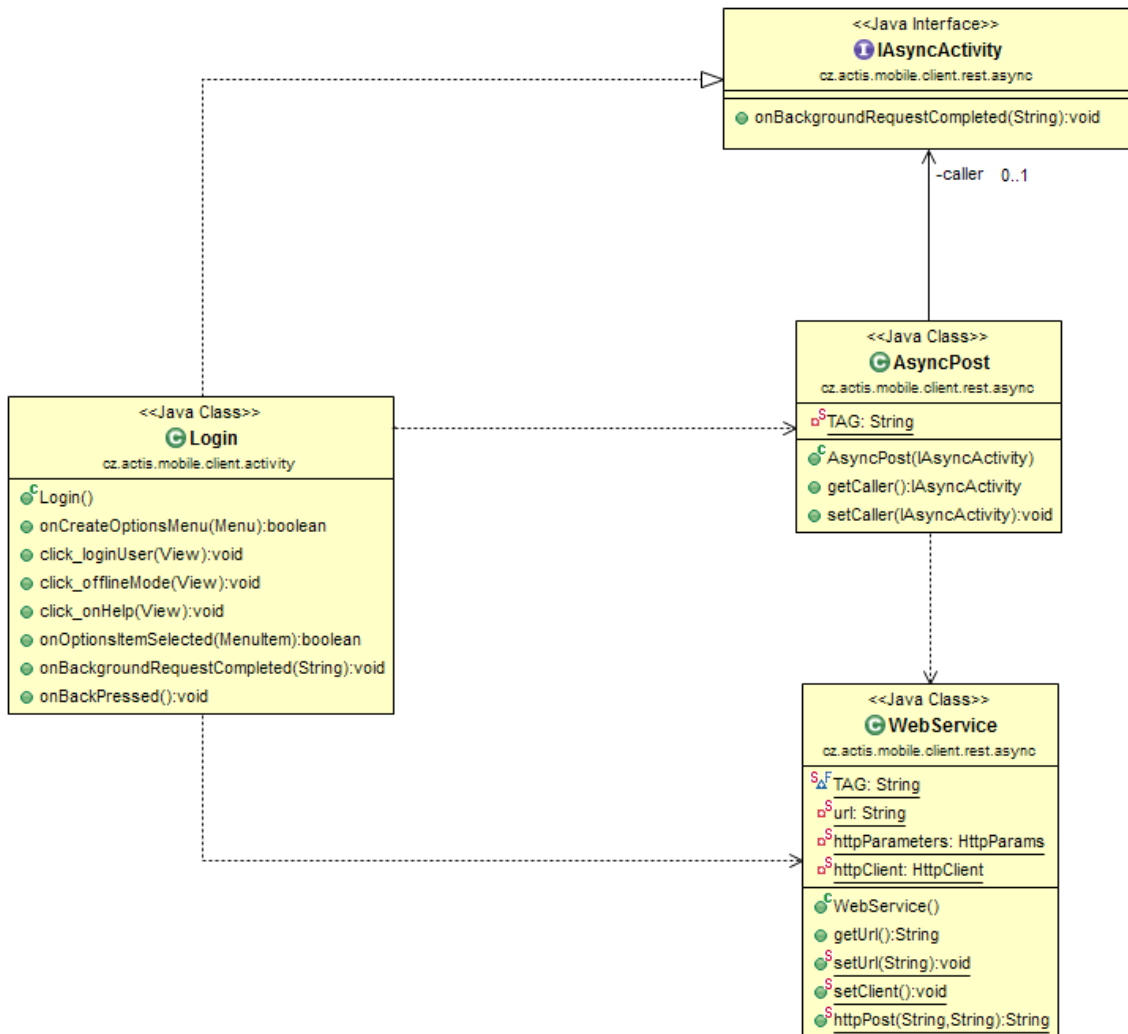 <<Java Interface>>
I IAsyncActivity
cz.actis.mobile.client.rest.async
onBackgroundRequestCompleted(String):void
-caller 0..1
<<Java Class>>
C AsyncPost
cz.actis.mobile.client.rest.async
S TAG: String
C AsyncPost(IAsyncActivity)
getCaller():IAsyncActivity
setCaller(IAsyncActivity):void
<<Java Class>>
C Login
cz.actis.mobile.client.activity
C Login()
onCreateOptionsMenu(Menu):boolean
click_loginUser(View):void
click_offlineMode(View):void
click_onHelp(View):void
onOptionsItemSelected(MenuItem):boolean
onBackgroundRequestCompleted(String):void
onBackPressed():void
<<Java Class>>
C WebService
cz.actis.mobile.client.rest.async
S F TAG: String
S url: String
S httpParameters: HttpParams
S httpClient: HttpClient
C WebService()
getUrl():String
S setUrl(String):void
S setClient():void
S httpPost(String,String):String